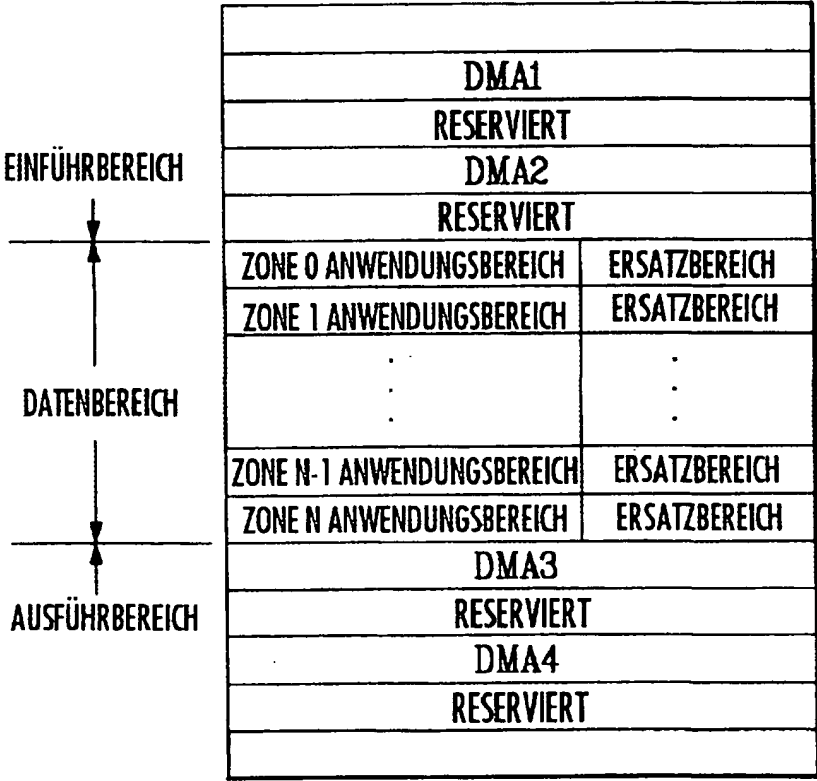 DMA1
RESERVIERT
EINFÜHRBEREICH
DMA2
RESERVIERT
ZONE 0 ANWENDUNGSBEREICH ERSATZBEREICH
ZONE 1 ANWENDUNGSBEREICH ERSATZBEREICH
DATENBEREICH
ZONE N-1 ANWENDUNGSBEREICH ERSATZBEREICH
ZONE N ANWENDUNGSBEREICH ERSATZBEREICH
DMA3
AUSFÜHRBEREICH
RESERVIERT
DMA4
RESERVIERT